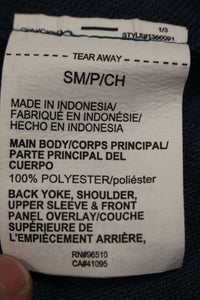 1/3
STYLE#1366091
TEAR AWAY
SM/P/CH
MADE IN INDONESIA/
FABRIQUÉ EN INDONÉSIE/
HECHO EN INDONESIA
MAIN BODY/CORPS PRINCIPAL/
PARTE PRINCIPAL DEL
CUERPO
100% POLYESTER/poliéster
BACK YOKE, SHOULDER,
UPPER SLEEVE & FRONT
PANEL OVERLAY/COUCHE
SUPÉRIEURE DE
L'EMPIÈCEMENT ARRIÈRE,
RN#96510
CA#41095